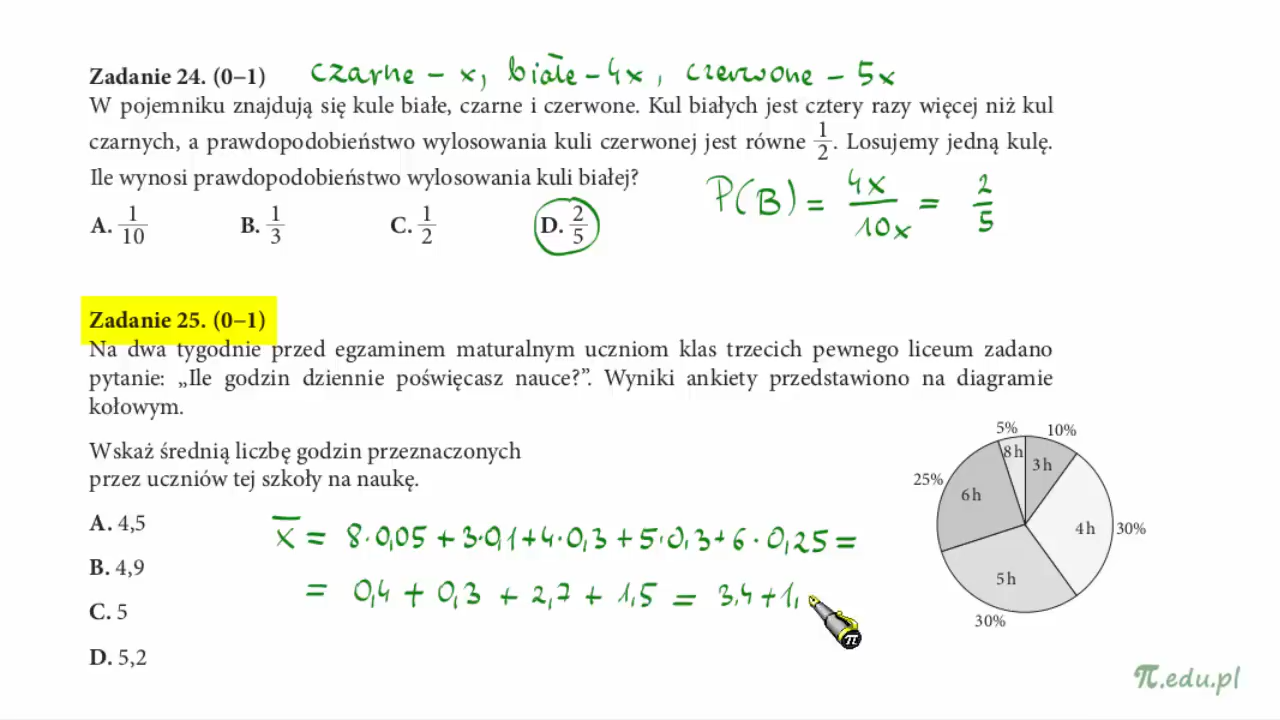 Zadanie 24. (0–1) czarne – x, białe – 4x, czerwone – 5x
W pojemniku znajdują się kule białe, czarne i czerwone. Kul białych jest cztery razy więcej niż kul
czarnych, a prawdopodobieństwo wylosowania kuli czerwonej jest równe 1/2. Losujemy jedną kulę.
Ile wynosi prawdopodobieństwo wylosowania kuli białej?
P(B) = 4x/10x = 2/5
A. 1/10 B. 1/3 C. 1/2 D. 2/5
Zadanie 25. (0–1)
Na dwa tygodnie przed egzaminem maturalnym uczniom klas trzecich pewnego liceum zadano
pytanie: „Ile godzin dziennie poświęcasz nauce?”. Wyniki ankiety przedstawiono na diagramie
kołowym.
Wskaż średnią liczbę godzin przeznaczonych
przez uczniów tej szkoły na naukę.
A. 4,5
B. 4,9
C. 5
D. 5,2
x̅ = 8·0,05 + 3·0,1 + 4·0,3 + 5·0,3 + 6·0,25 =
= 0,4 + 0,3 + 2,7 + 1,5 = 3,4 + 1,
5% 10%
8 h 3 h
25%
6 h
4 h 30%
5 h
30%
π
π.edu.pl